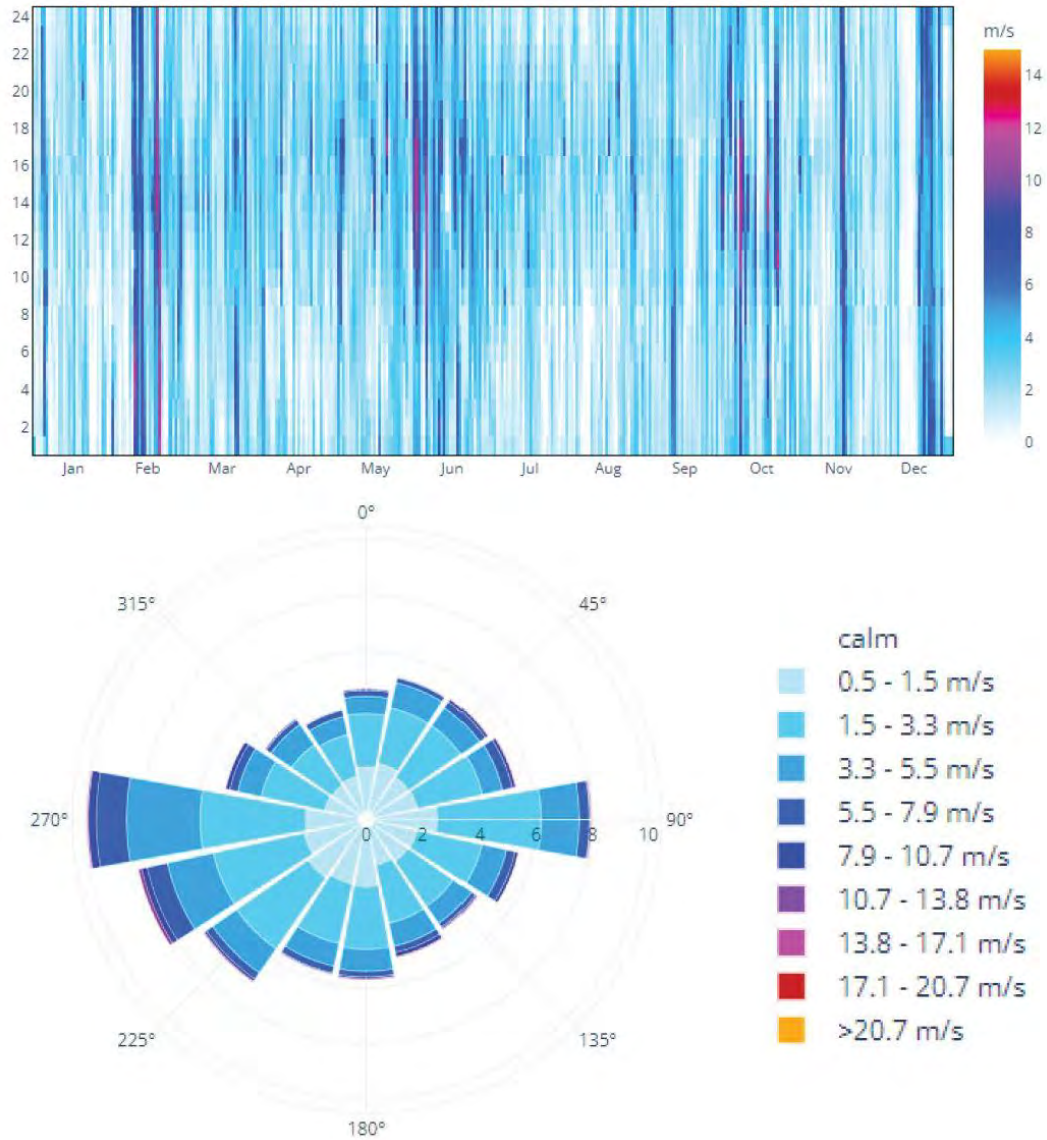 24
22
20
18
16
14
12
10
8
6
4
2
Jan Feb Mar Apr May Jun Jul Aug Sep Oct Nov Dec
m/s
14
12
10
8
6
4
2
0
0°
315° 45°
270° 0 2 4 6 8 10 90°
225° 135°
180°
calm
0.5 - 1.5 m/s
1.5 - 3.3 m/s
3.3 - 5.5 m/s
5.5 - 7.9 m/s
7.9 - 10.7 m/s
10.7 - 13.8 m/s
13.8 - 17.1 m/s
17.1 - 20.7 m/s
>20.7 m/s